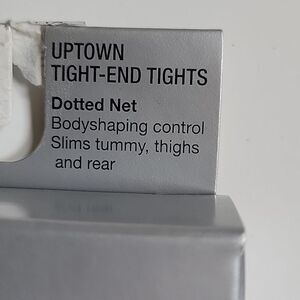 UPTOWN
TIGHT-END TIGHTS
Dotted Net
Bodyshaping control
Slims tummy, thighs
and rear